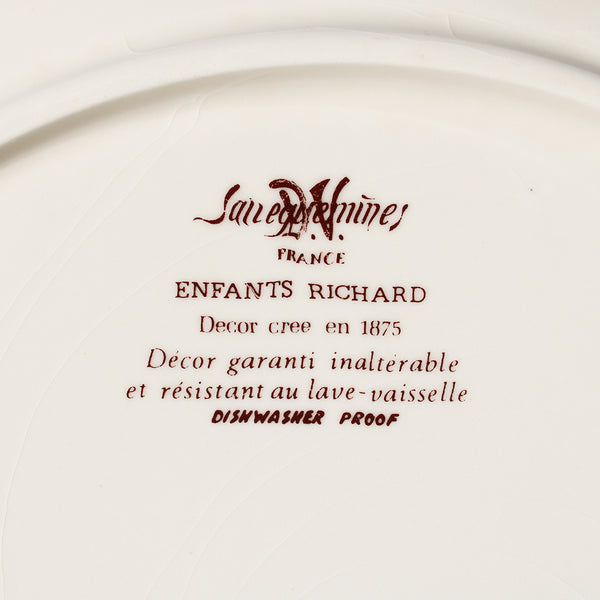 Sarreguemines
D.V.
FRANCE
ENFANTS RICHARD
Decor cree en 1875
Décor garanti inaltérable
et résistant au lave-vaisselle
DISHWASHER PROOF